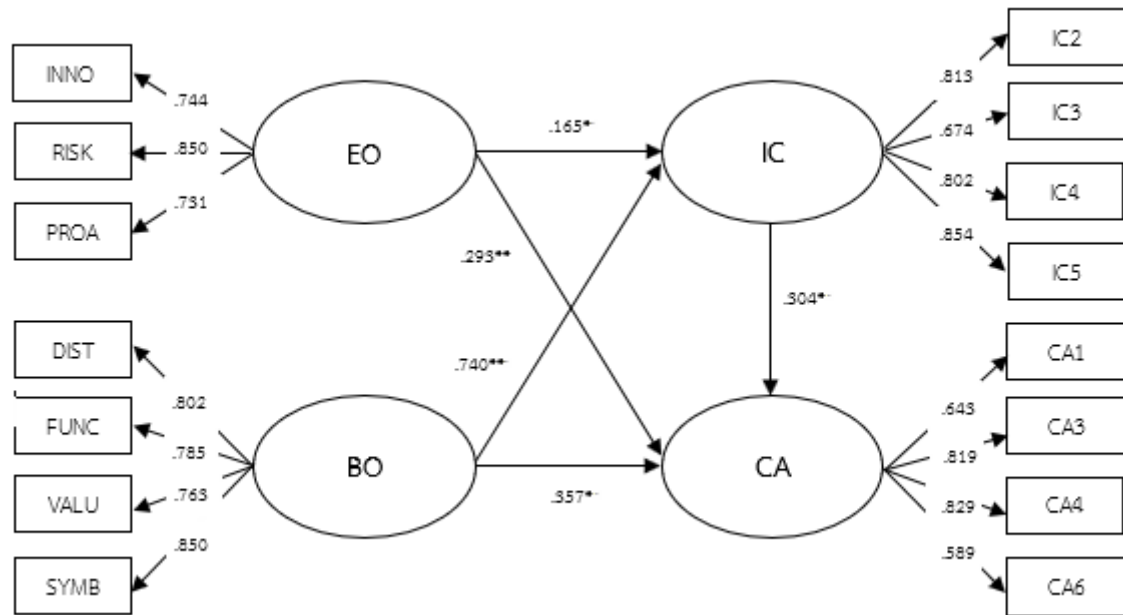 INNO
RISK
PROA
DIST
FUNC
VALU
SYMB
.744
.850
.731
.802
.785
.763
.850
EO
BO
.165*
.293**
.740**
.357*
.304*
IC
CA
.813
.674
.802
.854
.643
.819
.829
.589
IC2
IC3
IC4
IC5
CA1
CA3
CA4
CA6